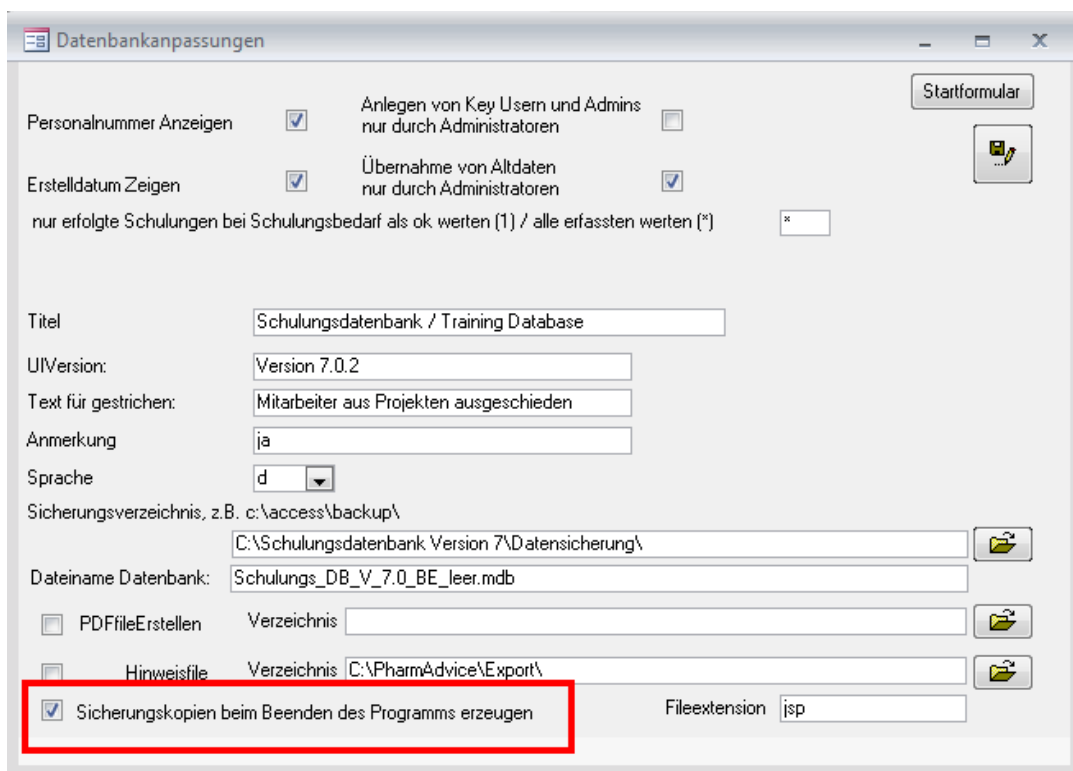 Datenbankanpassungen
Startformular
Personalnummer Anzeigen
Anlegen von Key Usern und Admins
nur durch Administratoren
Erstelldatum Zeigen
Übernahme von Altdaten
nur durch Administratoren
nur erfolgte Schulungen bei Schulungsbedarf als ok werten (1) / alle erfassten werten (*) *
Titel Schulungsdatenbank / Training Database
UIVersion: Version 7.0.2
Text für gestrichen: Mitarbeiter aus Projekten ausgeschieden
Anmerkung ja
Sprache d
Sicherungsverzeichnis, z.B. c:\access\backup\
C:\Schulungsdatenbank Version 7\Datensicherung\
Dateiname Datenbank: Schulungs_DB_V_7.0_BE_leer.mdb
PDFfileErstellen Verzeichnis
Hinweisfile Verzeichnis C:\PharmAdvice\Export\
Sicherungskopien beim Beenden des Programms erzeugen Fileextension jsp